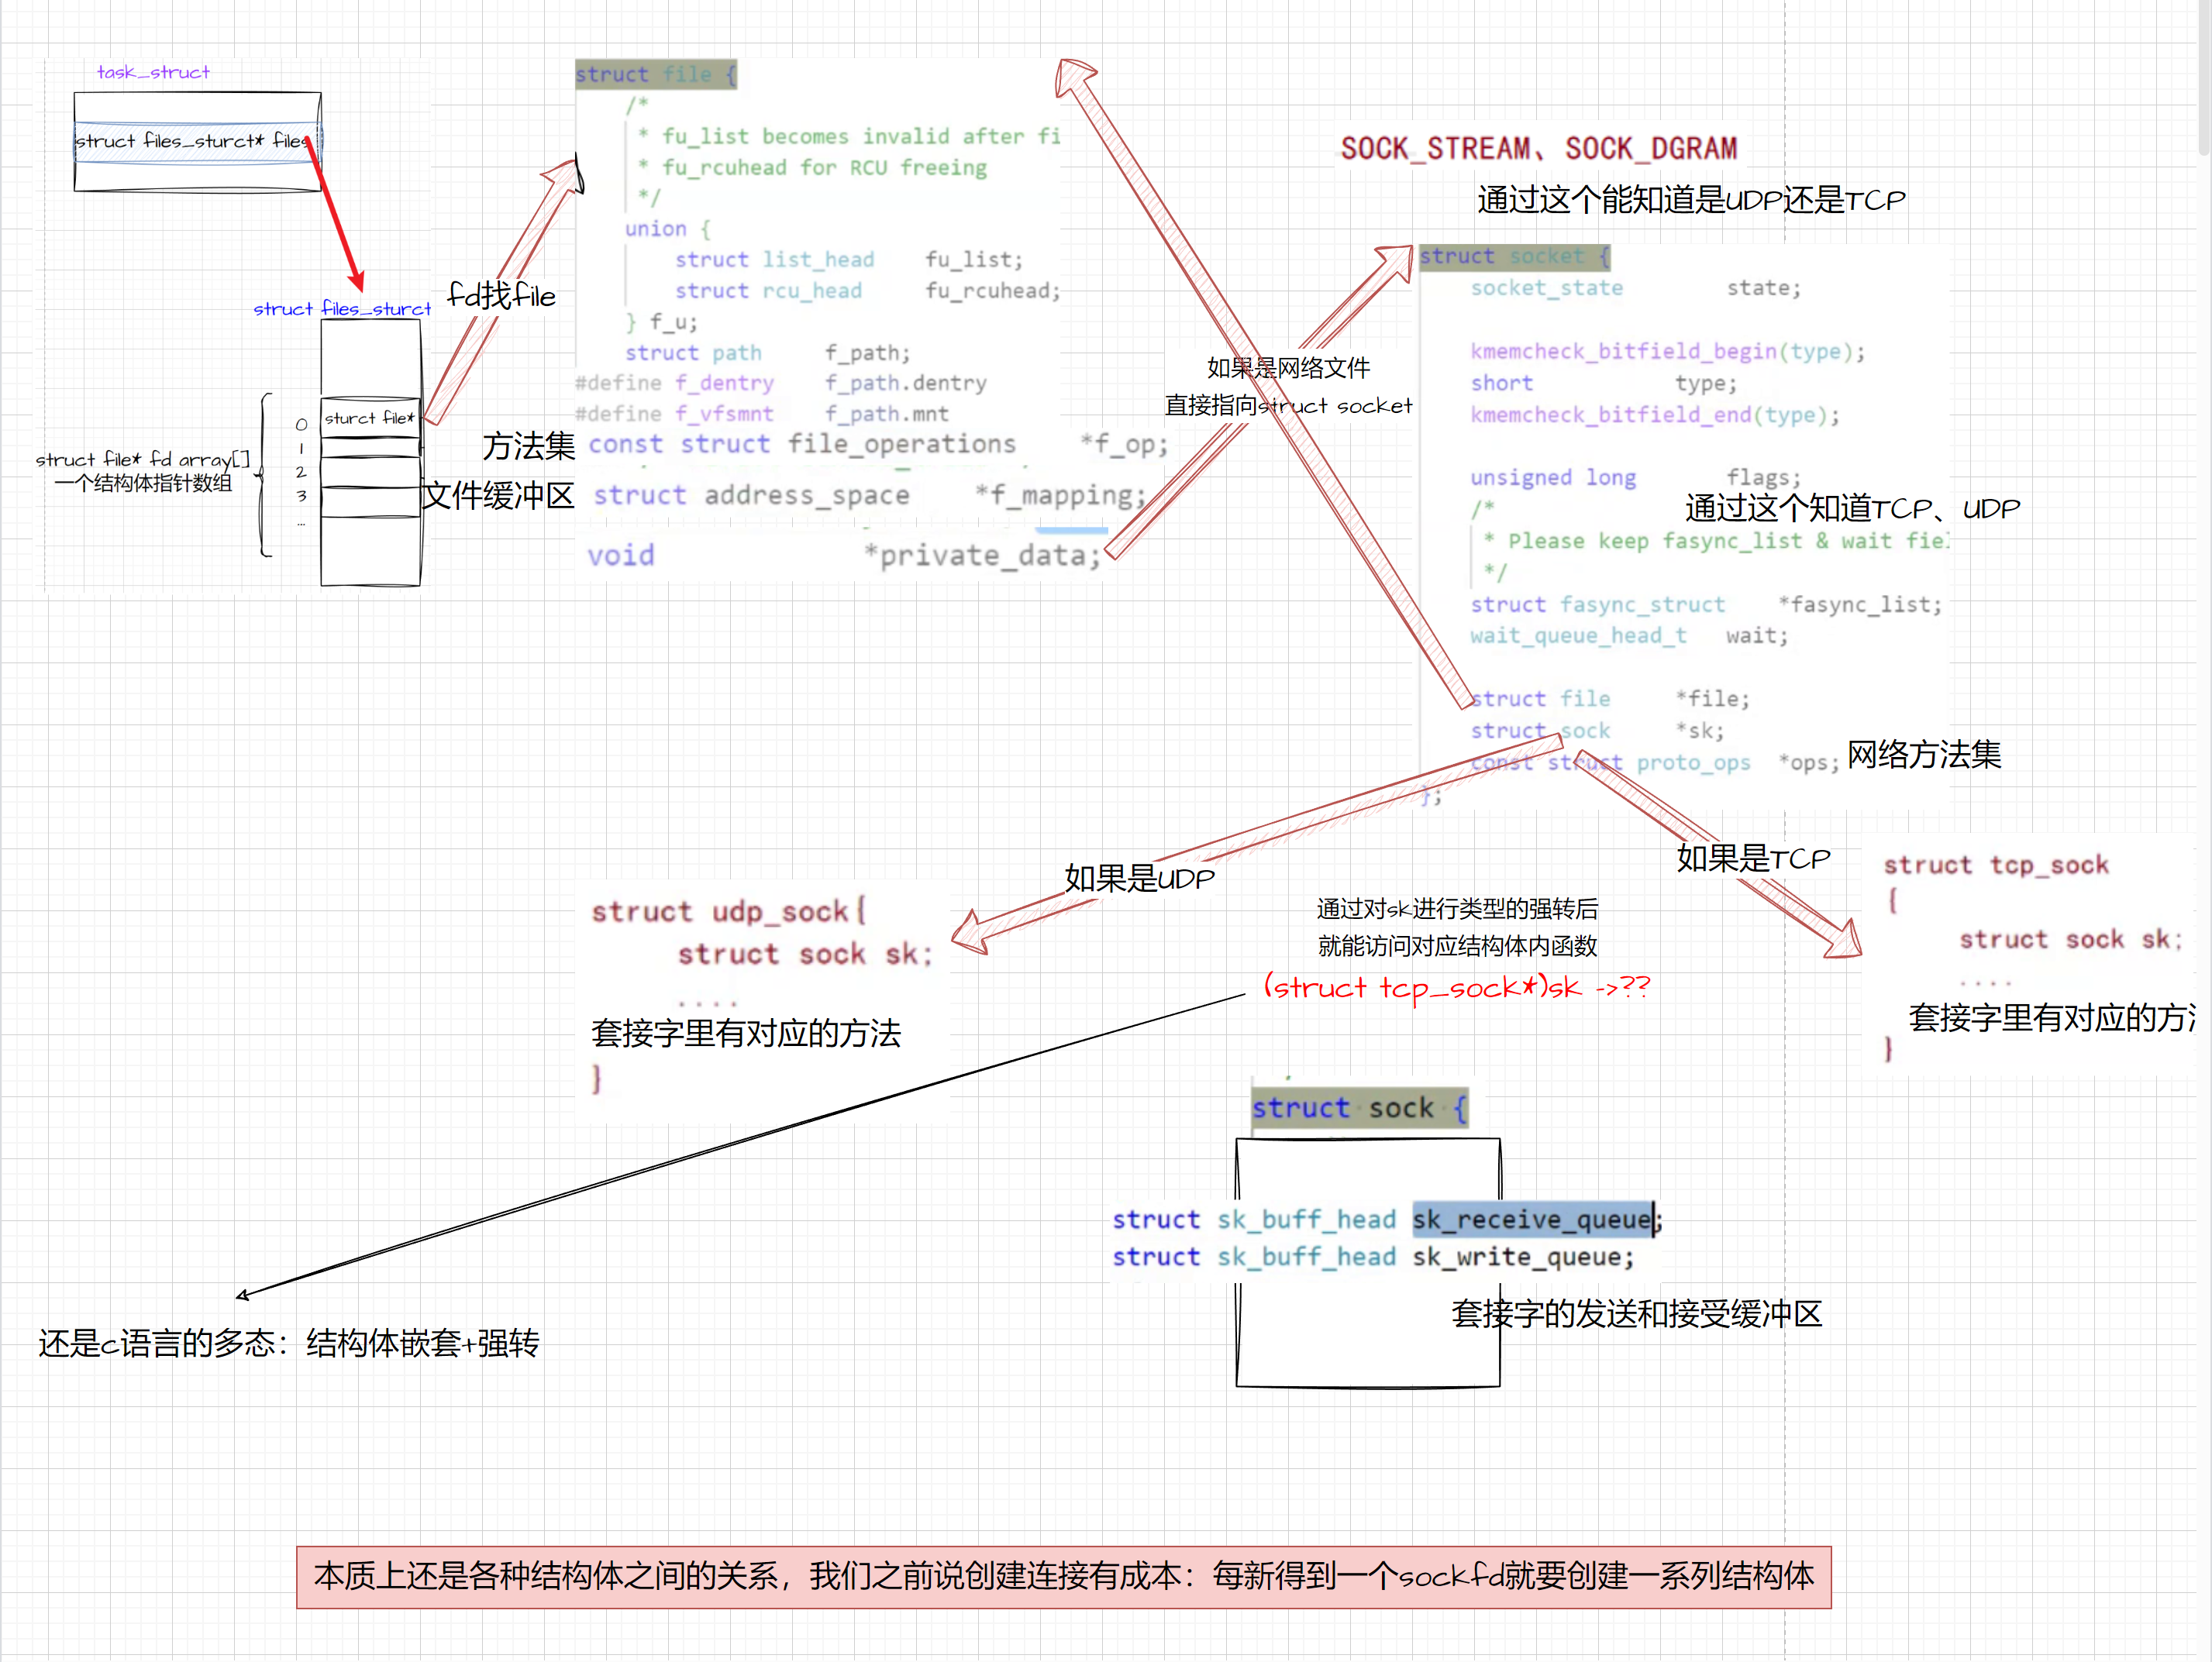 task_struct
struct files_sturct* files
struct files_sturct
sturct file*
0
1
2
3
...
struct file* fd array[]
一个结构体指针数组
fd找file
struct file {
/*
* fu_list becomes invalid after fi
* fu_rcuhead for RCU freeing
*/
union {
struct list_head fu_list;
struct rcu_head fu_rcuhead;
} f_u;
struct path f_path;
#define f_dentry f_path.dentry
#define f_vfsmnt f_path.mnt
方法集 const struct file_operations *f_op;
文件缓冲区 struct address_space *f_mapping;
void *private_data;
如果是网络文件
直接指向struct socket
SOCK_STREAM、SOCK_DGRAM
通过这个能知道是UDP还是TCP
struct socket {
socket_state state;
kmemcheck_bitfield_begin(type);
short type;
kmemcheck_bitfield_end(type);
unsigned long flags;
通过这个知道TCP、UDP
/*
* Please keep fasync_list & wait fie
*/
struct fasync_struct *fasync_list;
wait_queue_head_t wait;
struct file *file;
struct sock *sk;
const struct proto_ops *ops; 网络方法集
};
如果是UDP
如果是TCP
struct udp_sock{
struct sock sk;
....
套接字里有对应的方法
}
通过对sk进行类型的强转后
就能访问对应结构体内函数
(struct tcp_sock*)sk ->??
struct tcp_sock
{
struct sock sk;
....
套接字里有对应的方
}
struct sock {
struct sk_buff_head sk_receive_queue;
struct sk_buff_head sk_write_queue;
套接字的发送和接受缓冲区
还是c语言的多态：结构体嵌套+强转
本质上还是各种结构体之间的关系，我们之前说创建连接有成本：每新得到一个sockfd就要创建一系列结构体